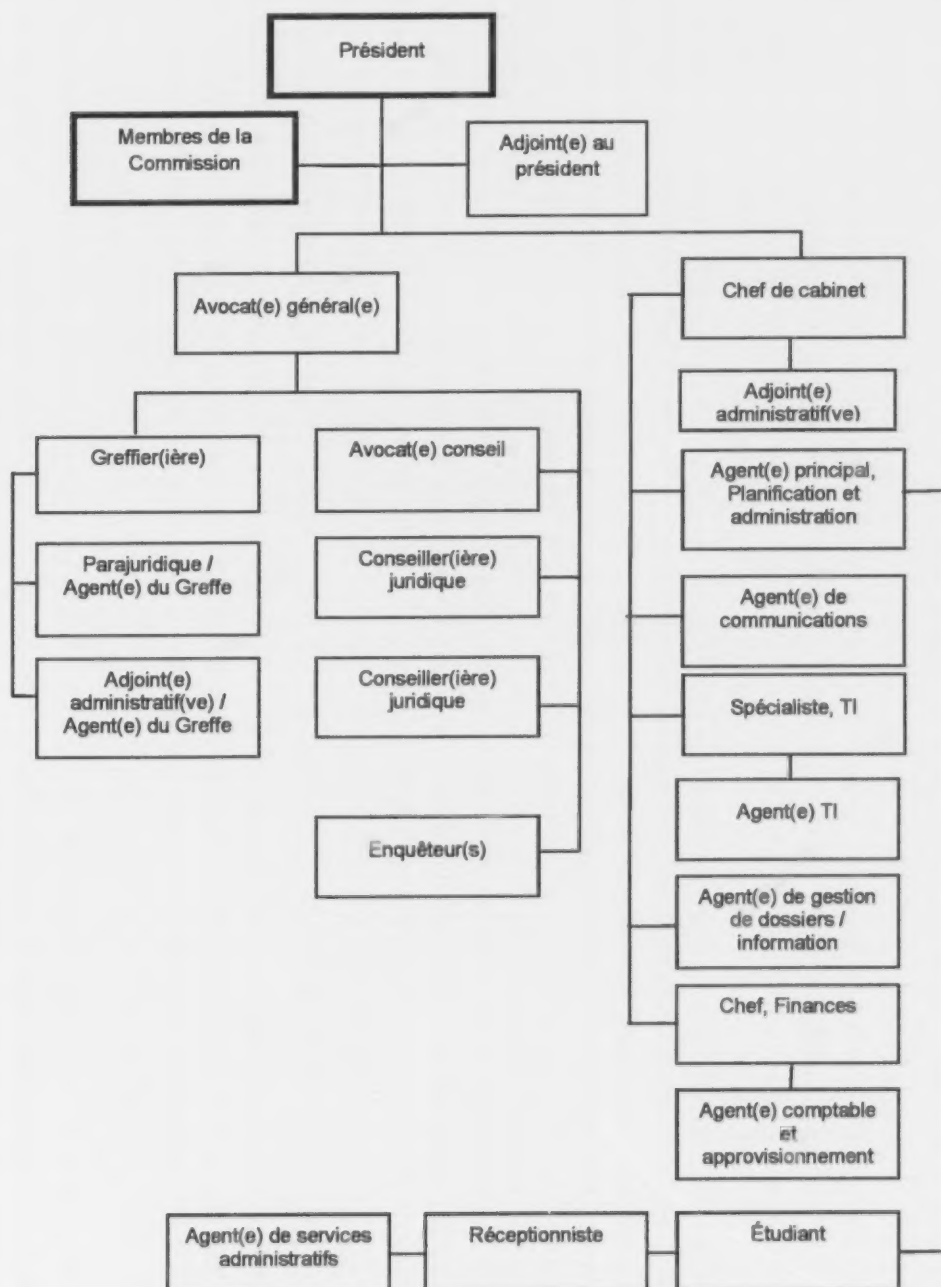 Président
Membres de la
Commission
Adjoint(e) au
président
Avocat(e) général(e)
Chef de cabinet
Adjoint(e)
administratif(ve)
Greffier(ière)
Avocat(e) conseil
Agent(e) principal,
Planification et
administration
Parajuridique /
Agent(e) du Greffe
Conseiller(ière)
juridique
Agent(e) de
communications
Adjoint(e)
administratif(ve) /
Agent(e) du Greffe
Conseiller(ière)
juridique
Spécialiste, TI
Agent(e) TI
Enquêteur(s)
Agent(e) de gestion
de dossiers /
information
Chef, Finances
Agent(e) comptable
et
approvisionnement
Agent(e) de services
administratifs
Réceptionniste
Étudiant